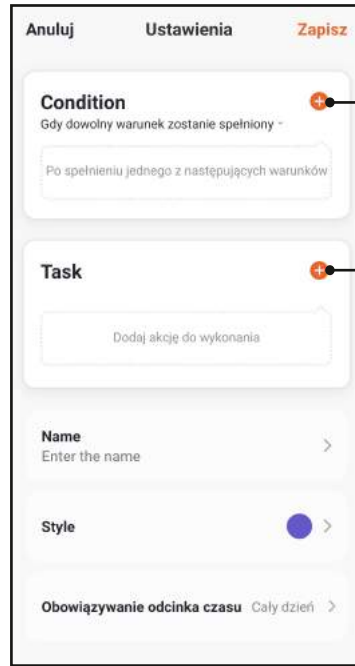 Anuluj Ustawienia Zapisz
Condition
Gdy dowolny warunek zostanie spełniony
Po spełnieniu jednego z następujących warunków
Task
Dodaj akcję do wykonania
Name
Enter the name
Style
Obowiązywanie odcinka czasu Cały dzień